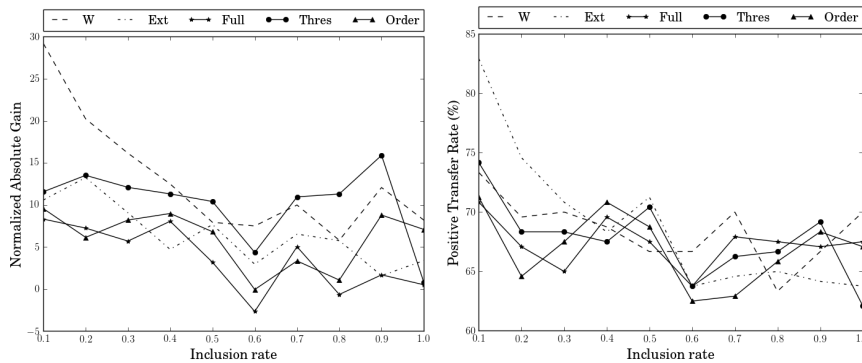 W Ext Full Thres Order
30
25
20
15
10
5
0
−5
0.1 0.2 0.3 0.4 0.5 0.6 0.7 0.8 0.9 1.0
Inclusion rate
Normalized Absolute Gain
W Ext Full Thres Order
85
80
75
70
65
60
0.1 0.2 0.3 0.4 0.5 0.6 0.7 0.8 0.9 1.
Inclusion rate
Positive Transfer Rate (%)